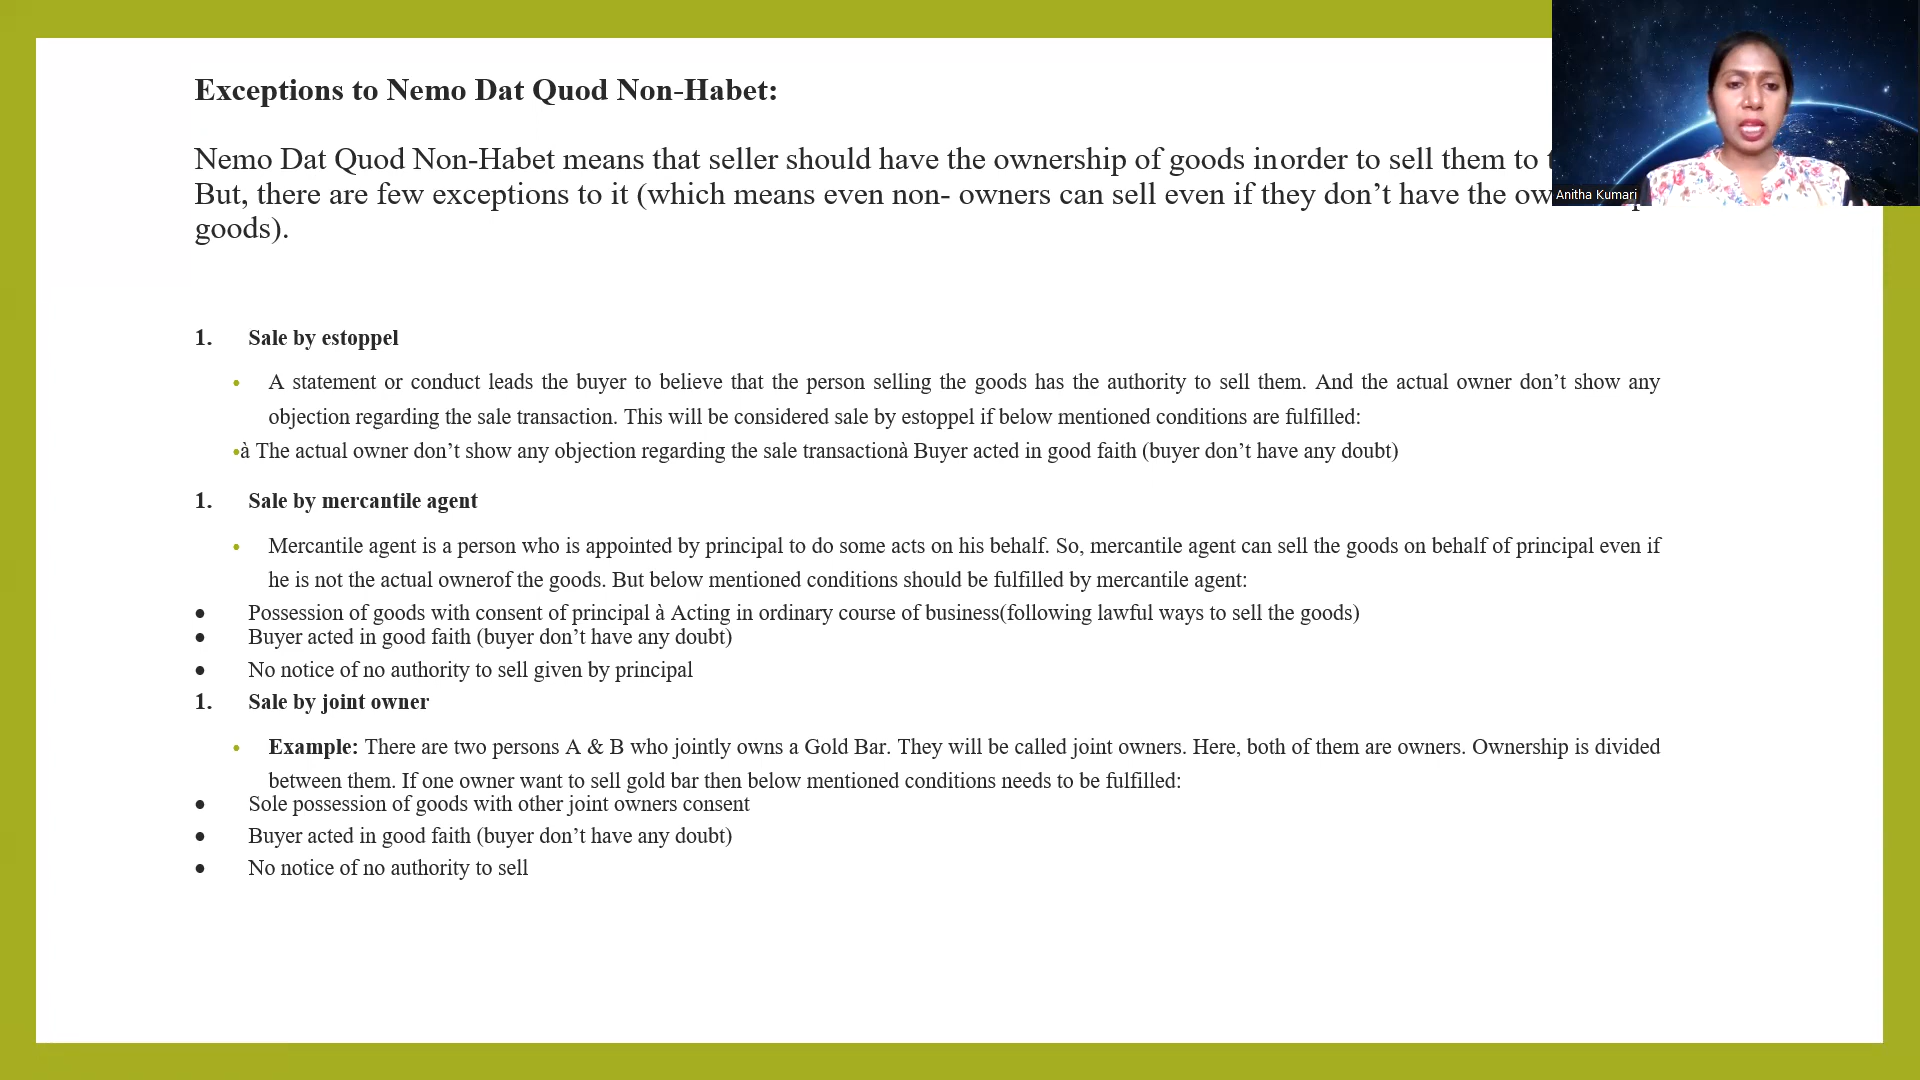 Exceptions to Nemo Dat Quod Non-Habet:
Nemo Dat Quod Non-Habet means that seller should have the ownership of goods inorder to sell them to
But, there are few exceptions to it (which means even non- owners can sell even if they don’t have the
goods).
1. Sale by estoppel
• A statement or conduct leads the buyer to believe that the person selling the goods has the authority to sell them. And the actual owner don’t show any
objection regarding the sale transaction. This will be considered sale by estoppel if below mentioned conditions are fulfilled:
•à The actual owner don’t show any objection regarding the sale transactionà Buyer acted in good faith (buyer don’t have any doubt)
1. Sale by mercantile agent
• Mercantile agent is a person who is appointed by principal to do some acts on his behalf. So, mercantile agent can sell the goods on behalf of principal even if
he is not the actual ownerof the goods. But below mentioned conditions should be fulfilled by mercantile agent:
● Possession of goods with consent of principal à Acting in ordinary course of business(following lawful ways to sell the goods)
● Buyer acted in good faith (buyer don’t have any doubt)
● No notice of no authority to sell given by principal
1. Sale by joint owner
• Example: There are two persons A & B who jointly owns a Gold Bar. They will be called joint owners. Here, both of them are owners. Ownership is divided
between them. If one owner want to sell gold bar then below mentioned conditions needs to be fulfilled:
● Sole possession of goods with other joint owners consent
● Buyer acted in good faith (buyer don’t have any doubt)
● No notice of no authority to sell
Anitha Kumari